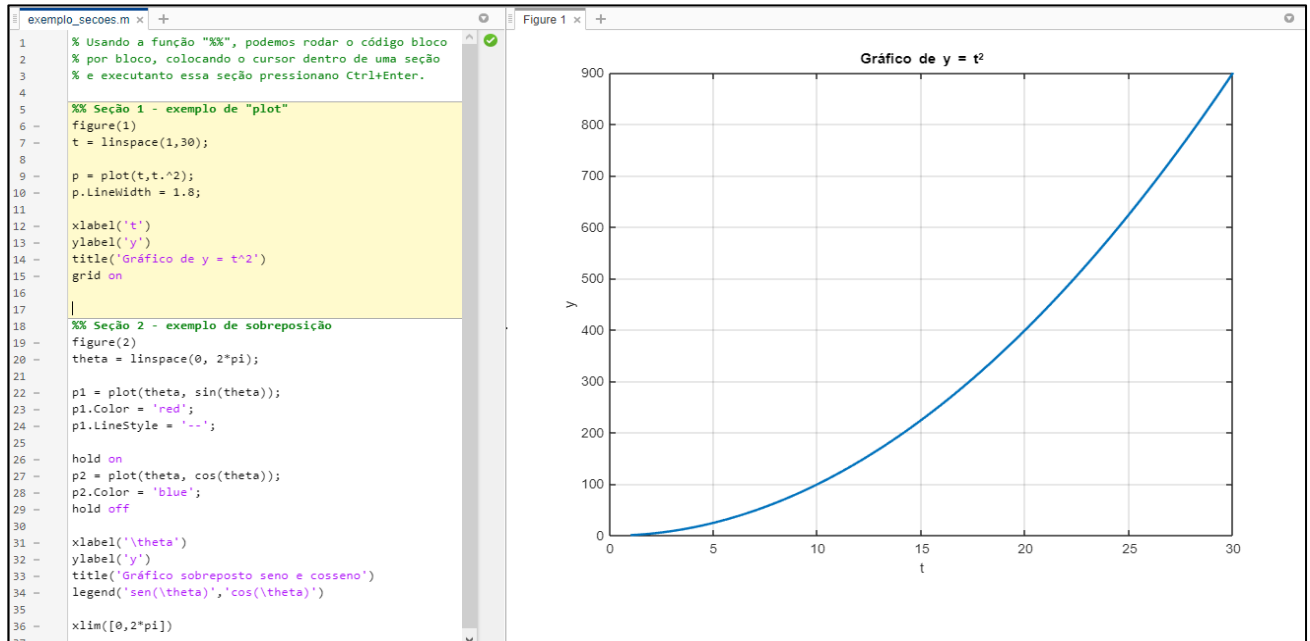 exemplo_secoes.m × +
1 % Usando a função "%%", podemos rodar o código bloco
2 % por bloco, colocando o cursor dentro de uma seção
3 % e executanto essa seção pressionano Ctrl+Enter.
4
5 %% Seção 1 - exemplo de "plot"
6 – figure(1)
7 – t = linspace(1,30);
8
9 – p = plot(t,t.^2);
10 – p.LineWidth = 1.8;
11
12 – xlabel('t')
13 – ylabel('y')
14 – title('Gráfico de y = t^2')
15 – grid on
16
17
18 %% Seção 2 - exemplo de sobreposição
19 – figure(2)
20 – theta = linspace(0, 2*pi);
21
22 – p1 = plot(theta, sin(theta));
23 – p1.Color = 'red';
24 – p1.LineStyle = '--';
25
26 – hold on
27 – p2 = plot(theta, cos(theta));
28 – p2.Color = 'blue';
29 – hold off
30
31 – xlabel('\theta')
32 – ylabel('y')
33 – title('Gráfico sobreposto seno e cosseno')
34 – legend('sen(\theta)','cos(\theta)')
35
36 – xlim([0,2*pi])
Figure 1 × +
Gráfico de y = t²
900
800
700
600
500
400
300
200
100
0
y
0 5 10 15 20 25 30
t